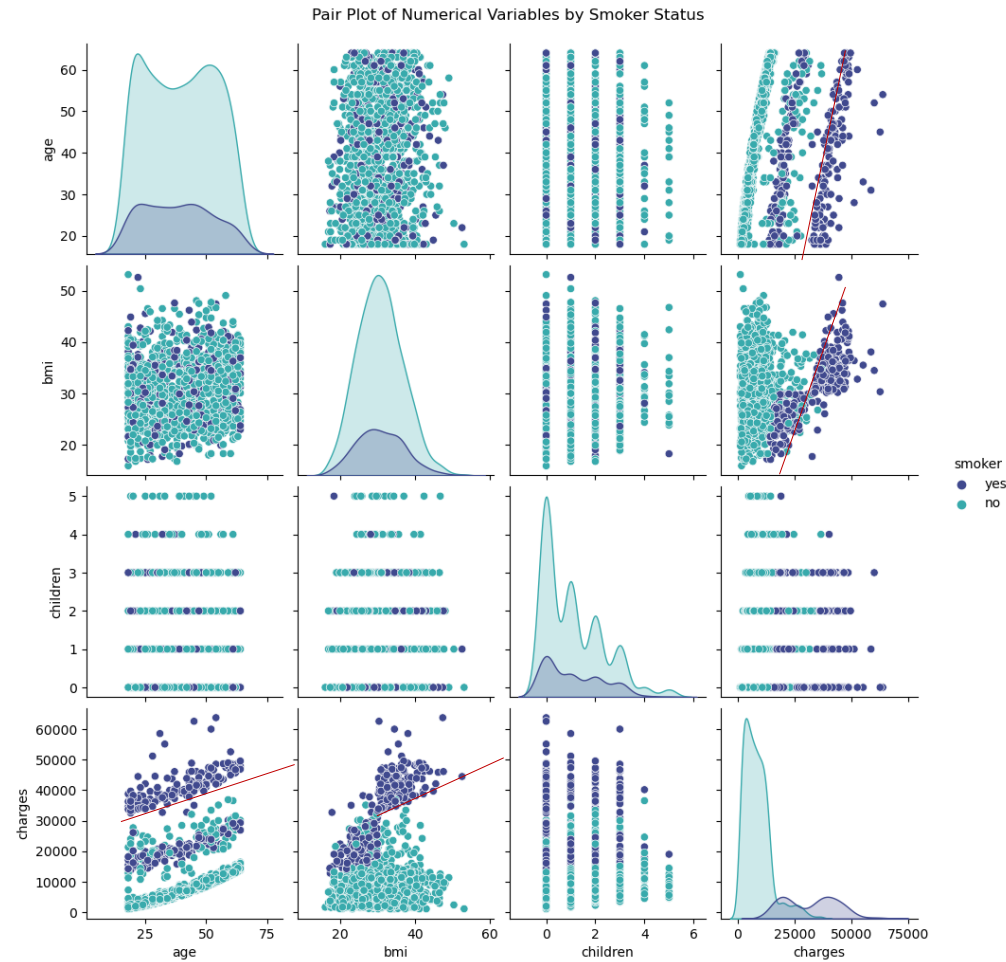 Pair Plot of Numerical Variables by Smoker Status
60
50
40
30
20
age
50
40
30
20
bmi
smoker
yes
no
5
4
3
2
1
0
children
60000
50000
40000
30000
20000
10000
0
charges
25 50 75
20 40 60
0 2 4 6
0 25000 50000 75000
age bmi children charges